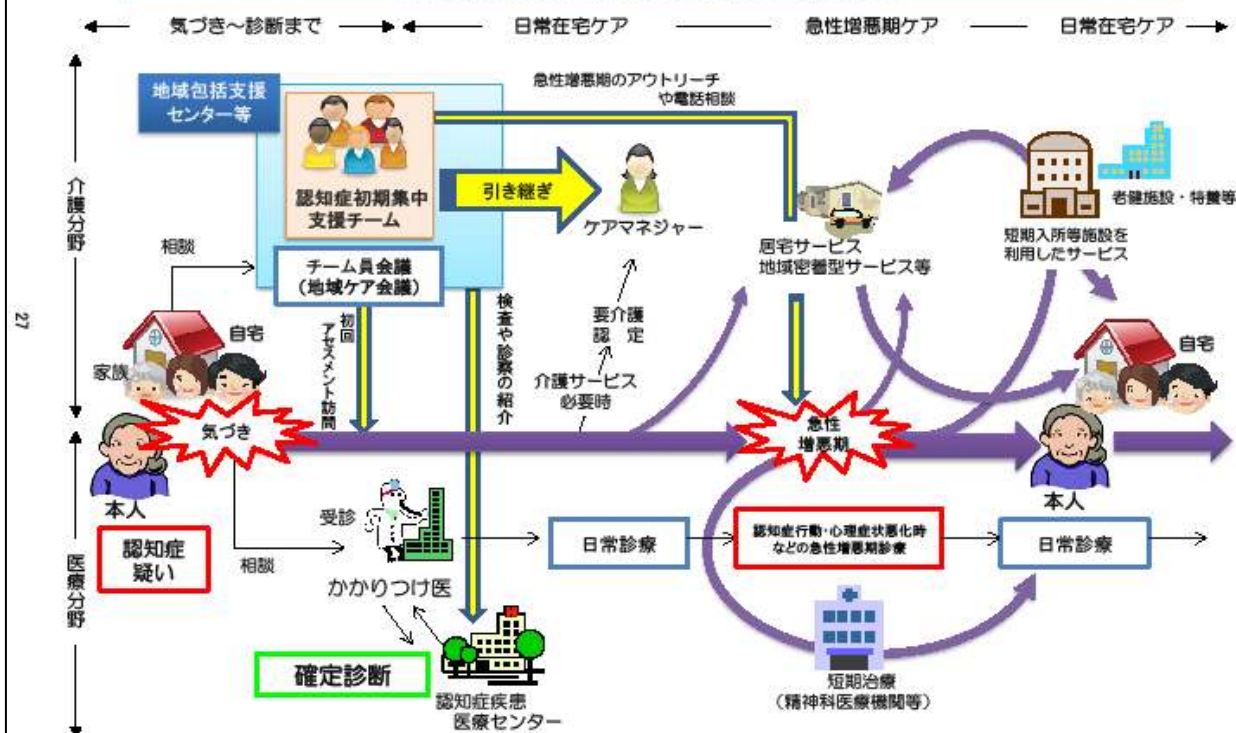 気づき～診断まで
日常在宅ケア
急性増悪期ケア
日常在宅ケア
介護分野
医療分野
27
地域包括支援
センター等
認知症初期集中
支援チーム
チーム員会議
（地域ケア会議）
急性増悪期のアウトリーチ
や電話相談
引き継ぎ
ケアマネジャー
居宅サービス
地域密着型サービス等
老健施設・特養等
短期入所等施設を
利用したサービス
相談
自宅
家族
気づき
本人
認知症
疑い
初回
アセスメント訪問
検査や診察の紹介
要介護
認　定
介護サービス
必要時
急性
増悪期
自宅
本人
相談
受診
かかりつけ医
日常診療
認知症行動・心理症状悪化時
などの急性増悪期診療
日常診療
確定診断
認知症疾患
医療センター
短期治療
（精神科医療機関等）